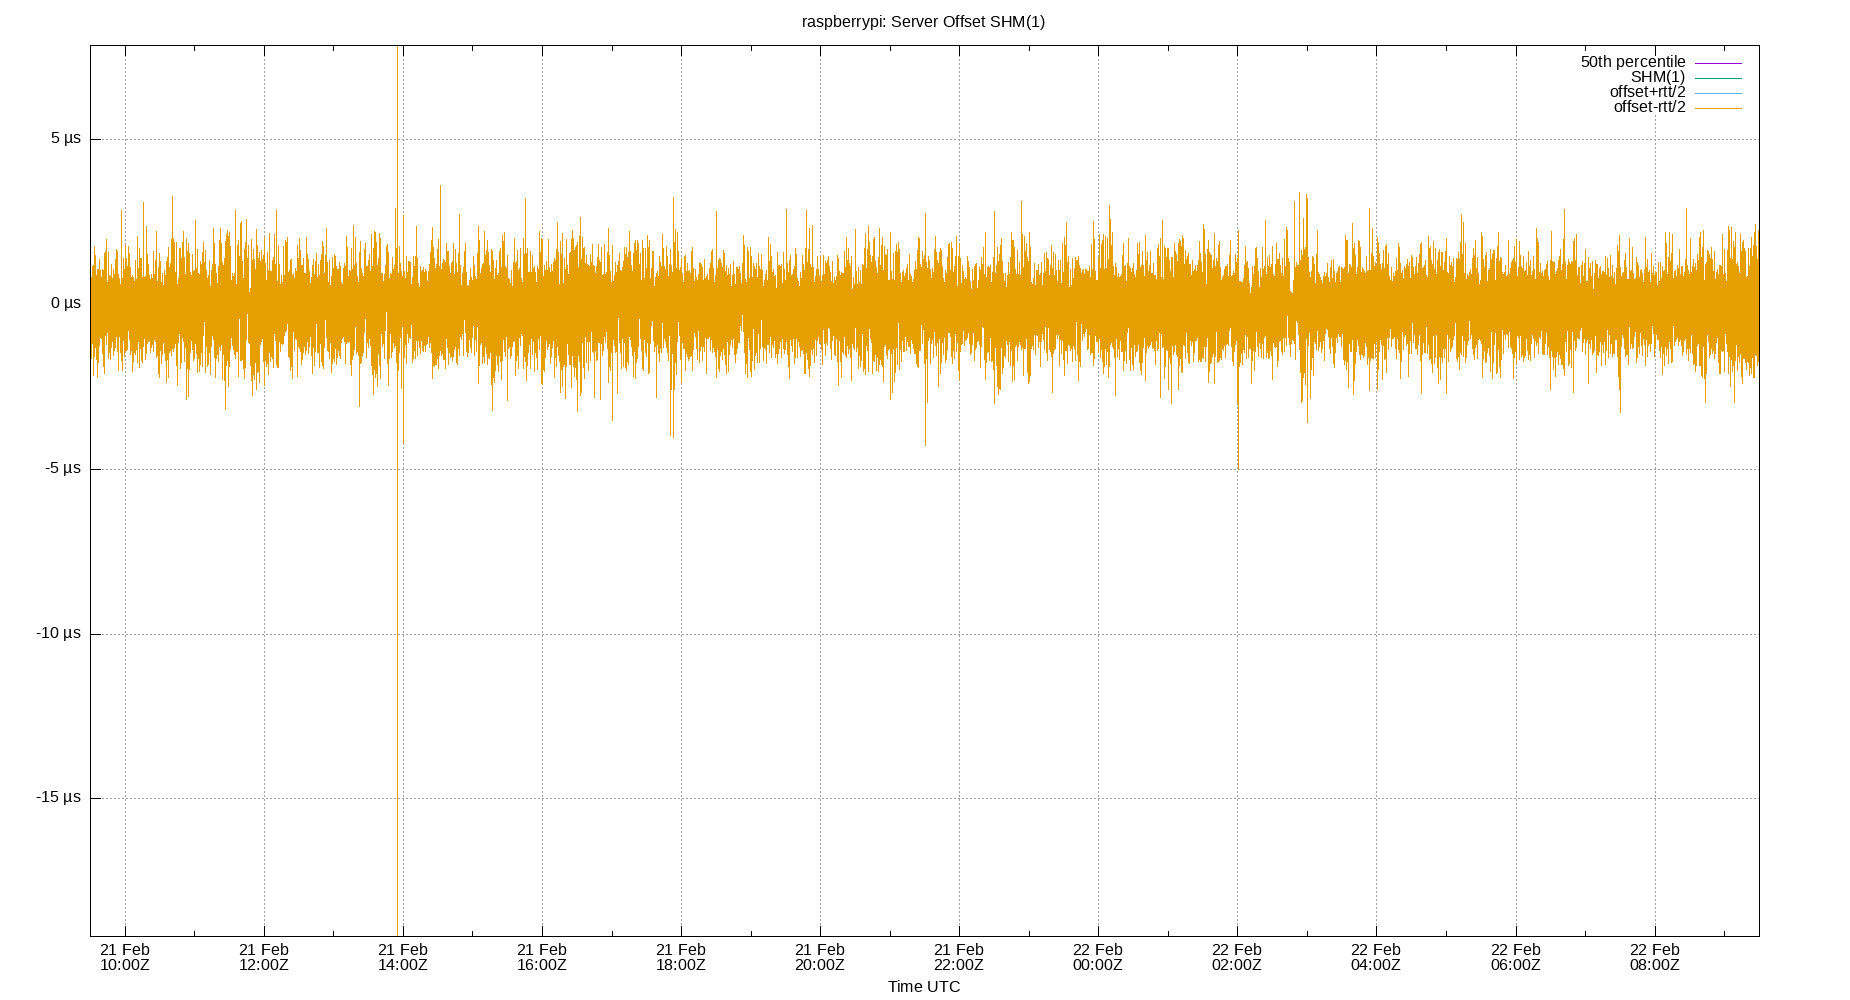 raspberrypi: Server Offset SHM(1)
50th percentile
SHM(1)
offset+rtt/2
offset-rtt/2
5 µs
0 µs
-5 µs
-10 µs
-15 µs
21 Feb 21 Feb 21 Feb 21 Feb 21 Feb 21 Feb 21 Feb 22 Feb 22 Feb 22 Feb 22 Feb 22 Feb
10:00Z 12:00Z 14:00Z 16:00Z 18:00Z 20:00Z 22:00Z 00:00Z 02:00Z 04:00Z 06:00Z 08:00Z
Time UTC